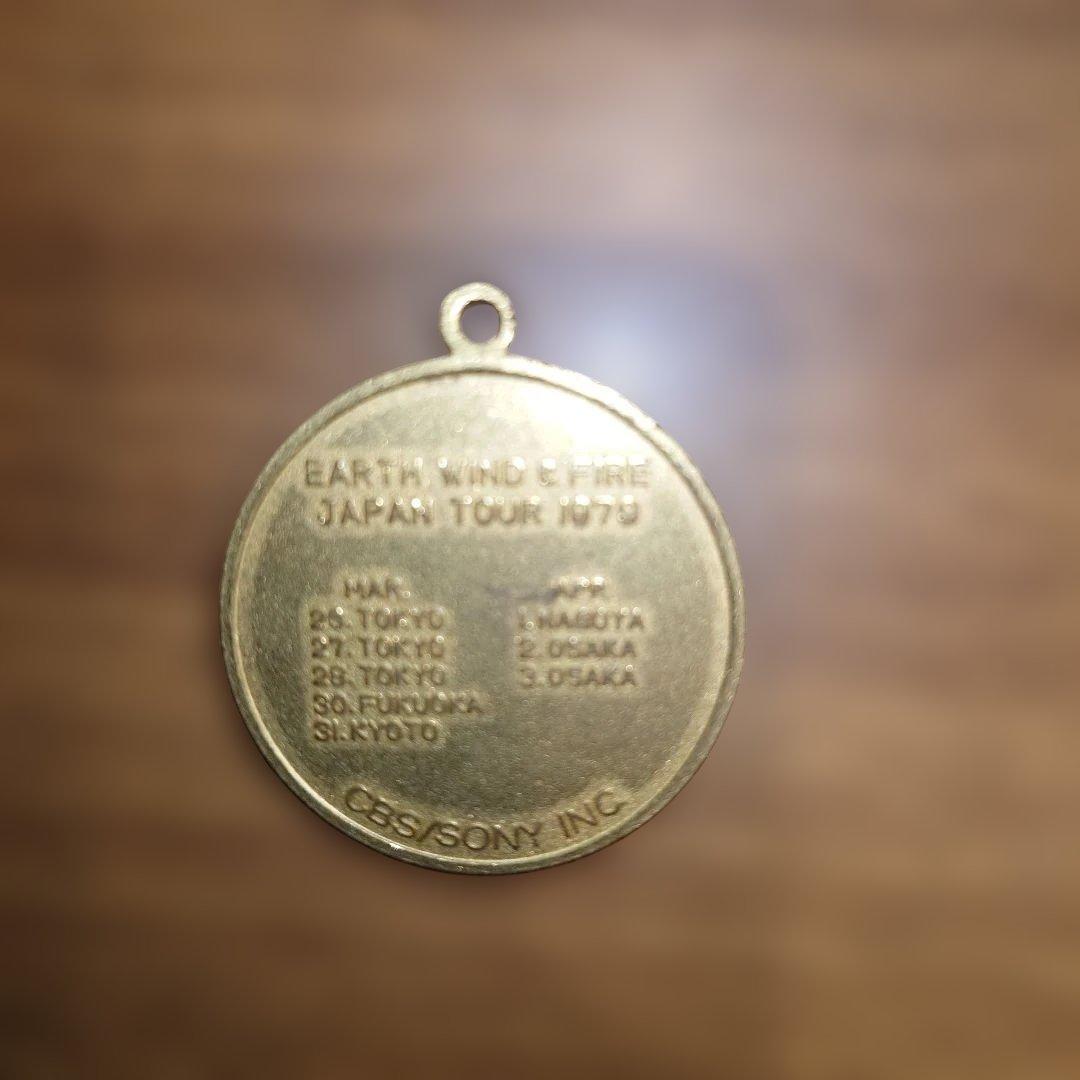 EARTH, WIND & FIRE
JAPAN TOUR 1979
MAR.
26.TOKYO
27.TOKYO
28.TOKYO
30.FUKUOKA
31.KYOTO
APR.
1.NAGOYA
2.OSAKA
3.OSAKA
CBS/SONY INC